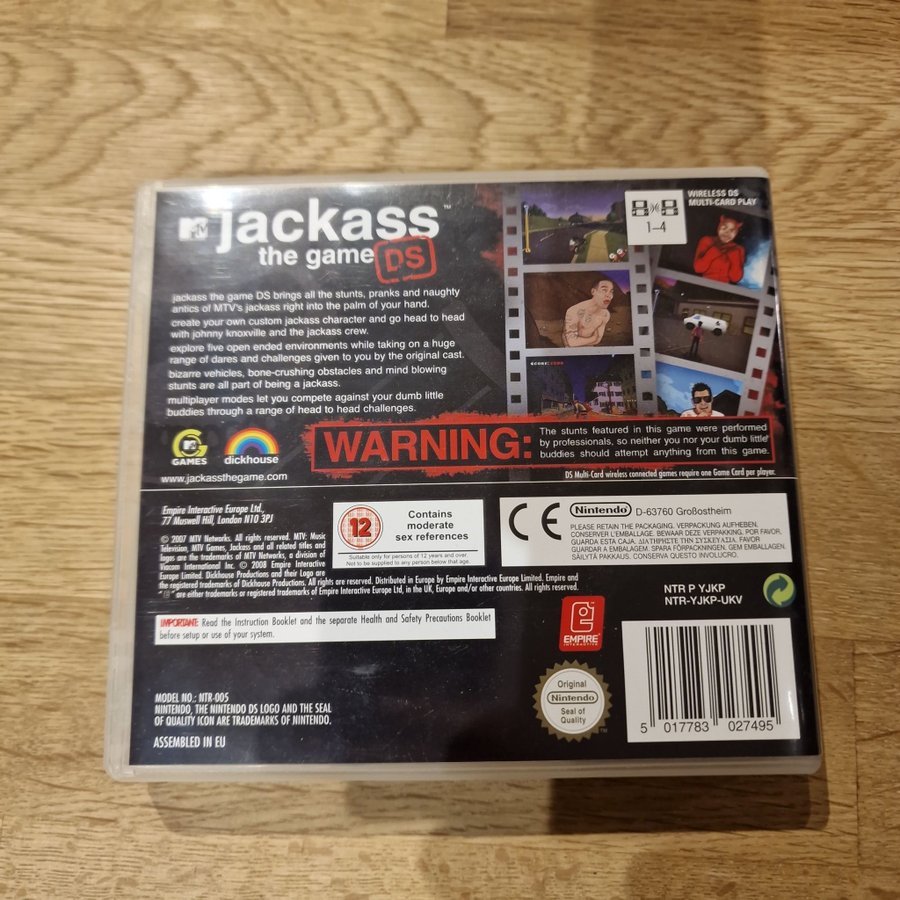 MTV jackass ™
the game DS
jackass the game DS brings all the stunts, pranks and naughty
antics of MTV's jackass right into the palm of your hand.
create your own custom jackass character and go head to head
with johnny knoxville and the jackass crew.
explore five open ended environments while taking on a huge
range of dares and challenges given to you by the original cast.
bizarre vehicles, bone-crushing obstacles and mind blowing
stunts are all part of being a jackass.
multiplayer modes let you compete against your dumb little
buddies through a range of head to head challenges.
WIRELESS DS
MULTI-CARD PLAY
1-4
MTV
GAMES
dickhouse
www.jackassthegame.com
WARNING:
The stunts featured in this game were performed
by professionals, so neither you nor your dumb little
buddies should attempt anything from this game.
DS Multi-Card wireless connected games require one Game Card per player.
Empire Interactive Europe Ltd.,
77 Muswell Hill, London N10 3PJ
© 2007 MTV Networks. All rights reserved. MTV: Music
Television, MTV Games, Jackass and all related titles and
logos are the trademarks of MTV Networks, a division of
Viacom International Inc. © 2008 Empire Interactive
Europe Limited. Dickhouse Productions and their Logo are
the registered trademarks of Dickhouse Productions. All rights are reserved. Distributed in Europe by Empire Interactive Europe Limited. Empire and
" " are either trademarks or registered trademarks of Empire Interactive Europe Ltd, in the UK, Europe and/or other countries. All rights reserved.
12
Contains
moderate
sex references
Suitable only for persons of 12 years and over.
Not to be supplied to any person below that age.
CE
Nintendo D-63760 Großostheim
PLEASE RETAIN THE PACKAGING. VERPACKUNG AUFHEBEN.
CONSERVER L'EMBALLAGE. BEWAAR DEZE VERPAKKING. POR FAVOR,
GUARDA ESTA CAJA. ΔΙΑΤΗΡΕΙΣΤΕ ΤΗΝ ΣΥΣΚΕΥΑΣΙΑ. FAVOR
GUARDAR A EMBALAGEM. SPARA FÖRPACKNINGEN. GEM EMBALLAGEN.
SÄILYTÄ PAKKAUS. CONSERVA QUESTO INVOLUCRO.
NTR P YJKP
NTR-YJKP-UKV
IMPORTANT: Read the Instruction Booklet and the separate Health and Safety Precautions Booklet
before setup or use of your system.
EMPIRE
INTERACTIVE
MODEL NO.: NTR-005
NINTENDO, THE NINTENDO DS LOGO AND THE SEAL
OF QUALITY ICON ARE TRADEMARKS OF NINTENDO.
ASSEMBLED IN EU
Original
Nintendo
Seal of
Quality
TM
5 017783 027495